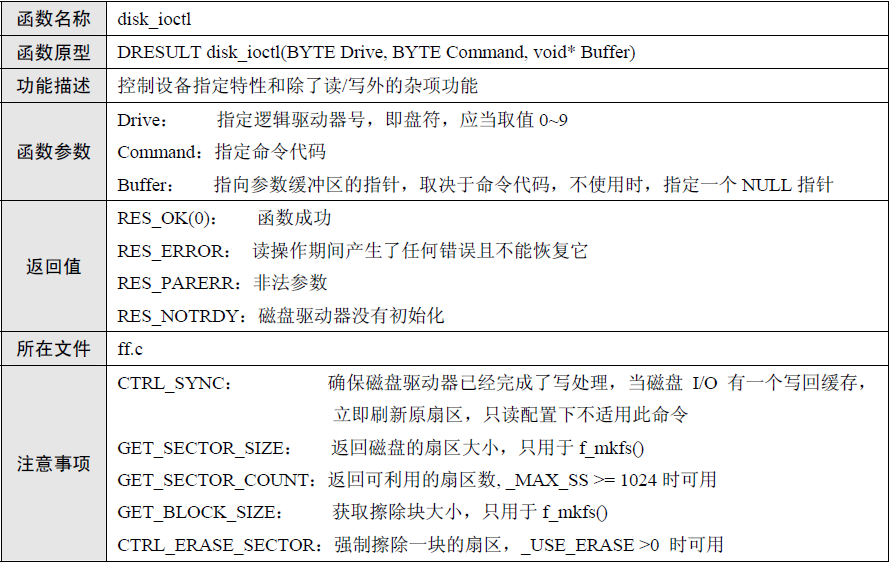 函数名称 disk_ioctl
函数原型 DRESULT disk_ioctl(BYTE Drive, BYTE Command, void* Buffer)
功能描述 控制设备指定特性和除了读/写外的杂项功能
函数参数
Drive： 指定逻辑驱动器号，即盘符，应当取值 0~9
Command：指定命令代码
Buffer： 指向参数缓冲区的指针，取决于命令代码，不使用时，指定一个 NULL 指针
返回值
RES_OK(0)： 函数成功
RES_ERROR： 读操作期间产生了任何错误且不能恢复它
RES_PARERR：非法参数
RES_NOTRDY：磁盘驱动器没有初始化
所在文件 ff.c
注意事项
CTRL_SYNC： 确保磁盘驱动器已经完成了写处理，当磁盘 I/O 有一个写回缓存，
立即刷新原扇区，只读配置下不适用此命令
GET_SECTOR_SIZE： 返回磁盘的扇区大小，只用于 f_mkfs()
GET_SECTOR_COUNT：返回可利用的扇区数, _MAX_SS >= 1024 时可用
GET_BLOCK_SIZE： 获取擦除块大小，只用于 f_mkfs()
CTRL_ERASE_SECTOR：强制擦除一块的扇区，_USE_ERASE >0 时可用